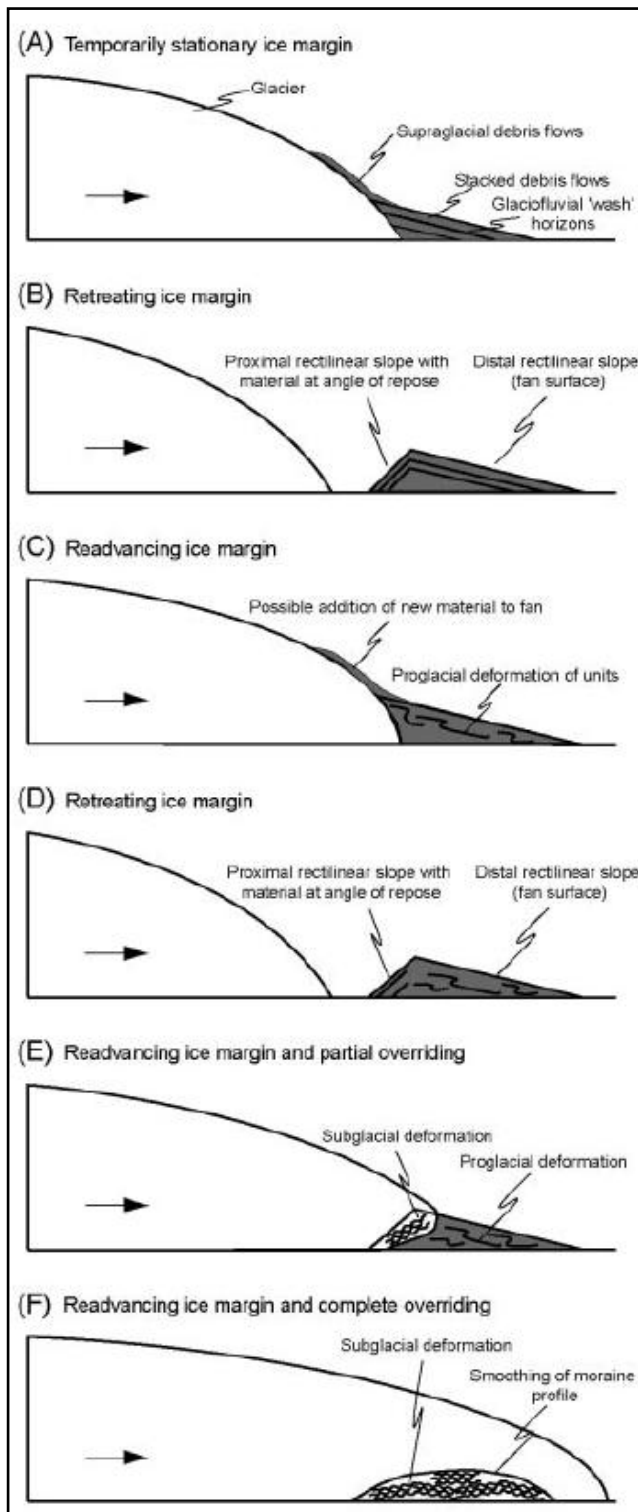 (A) Temporarily stationary ice margin
Glacier
Supraglacial debris flows
Stacked debris flows
Glaciofluvial 'wash'
horizons
(B) Retreating ice margin
Proximal rectilinear slope with
material at angle of repose
Distal rectilinear slope
(fan surface)
(C) Readvancing ice margin
Possible addition of new material to fan
Proglacial deformation of units
(D) Retreating ice margin
Proximal rectilinear slope with
material at angle of repose
Distal rectilinear slope
(fan surface)
(E) Readvancing ice margin and partial overriding
Subglacial deformation
Proglacial deformation
(F) Readvancing ice margin and complete overriding
Subglacial deformation
Smoothing of moraine
profile